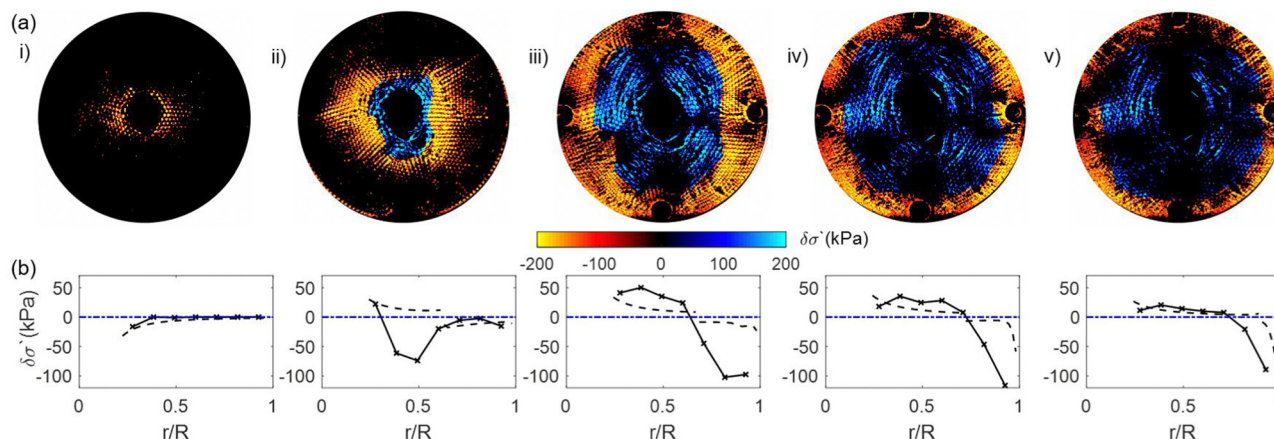 (a)
i) ii) iii) iv) v)
δσ`(kPa)
-200 -100 0 100 200
(b)
50 50 50 50 50
0 0 0 0 0
-50 -50 -50 -50 -50
-100 -100 -100 -100 -100
δσ`(kPa)
0 0.5 1 0 0.5 1 0 0.5 1 0 0.5 1 0 0.5 1
r/R r/R r/R r/R r/R